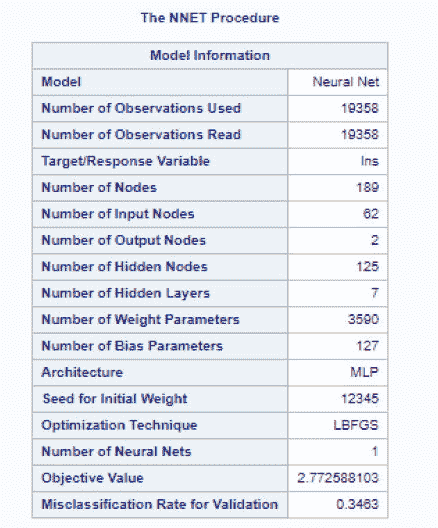 The NNET Procedure
Model Information
Model Neural Net
Number of Observations Used 19358
Number of Observations Read 19358
Target/Response Variable Ins
Number of Nodes 189
Number of Input Nodes 62
Number of Output Nodes 2
Number of Hidden Nodes 125
Number of Hidden Layers 7
Number of Weight Parameters 3590
Number of Bias Parameters 127
Architecture MLP
Seed for Initial Weight 12345
Optimization Technique LBFGS
Number of Neural Nets 1
Objective Value 2.772588103
Misclassification Rate for Validation 0.3463